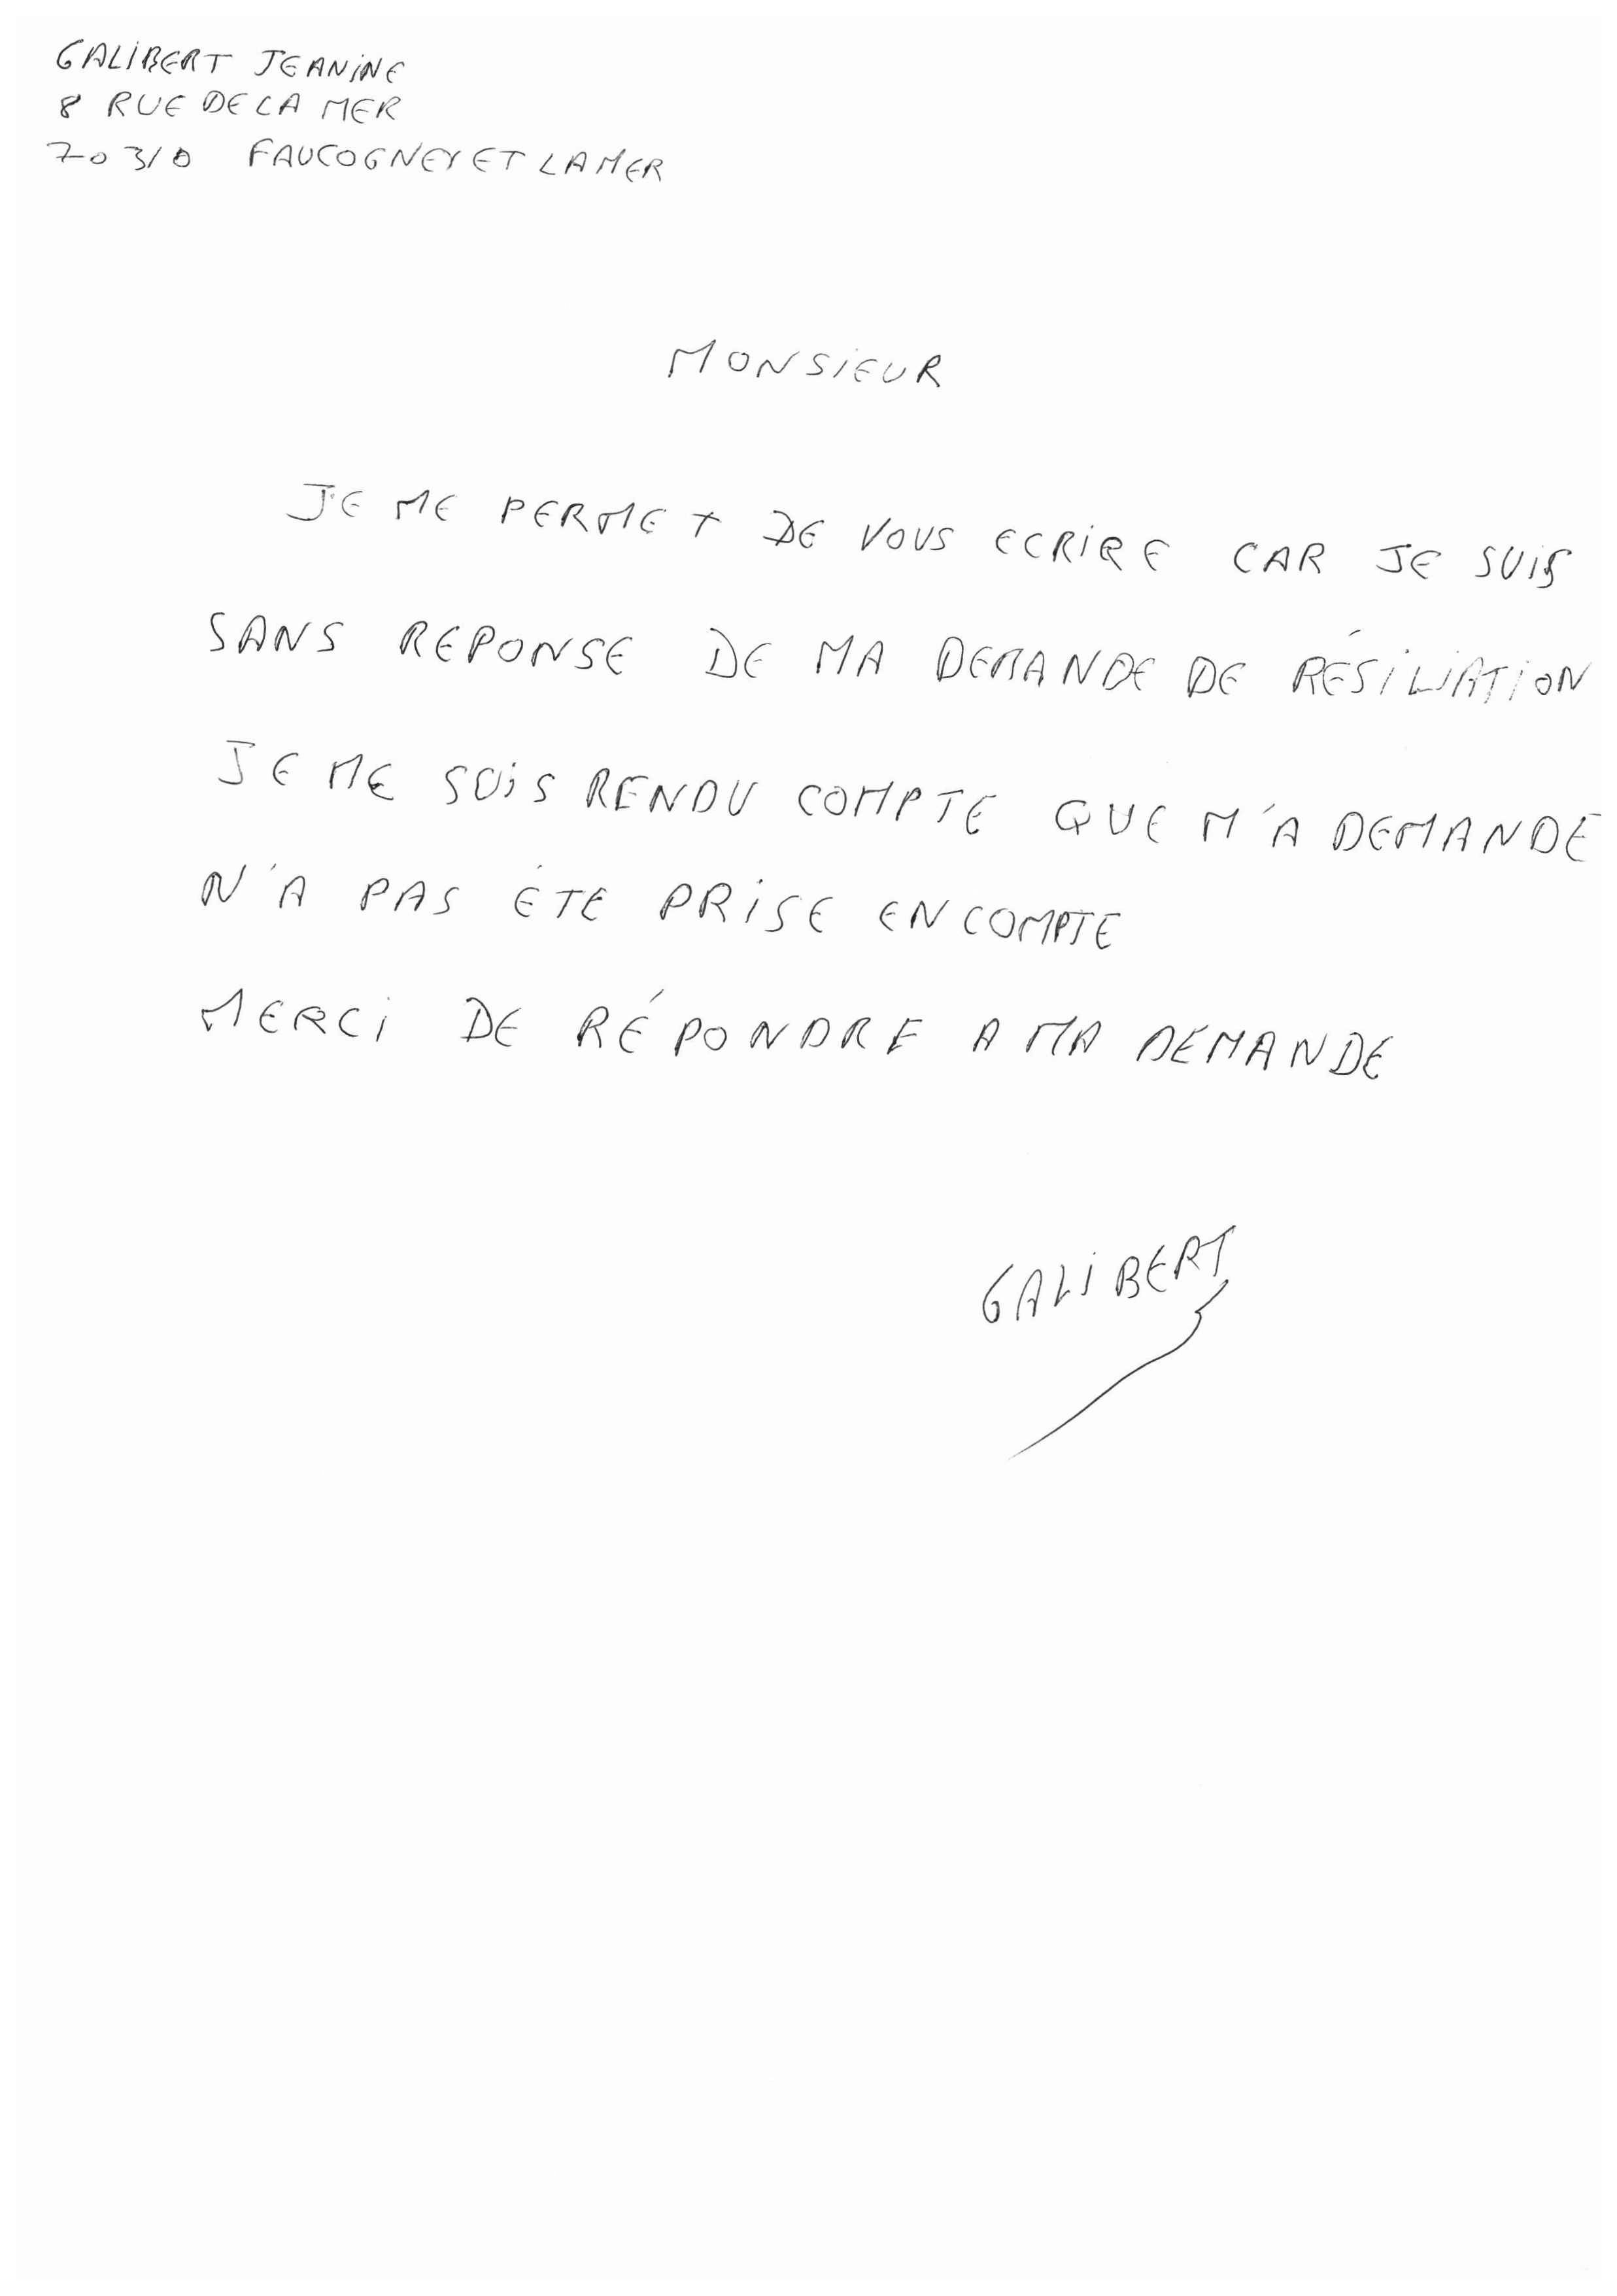 GALIBERT JEANINE
8 RUE DE LA MER
70310 FAUCOGNEY ET LA MER
MONSIEUR
JE ME PERMET DE VOUS ECRIRE CAR JE SUIS
SANS REPONSE DE MA DEMANDE DE RÉSILIATION
JE ME SUIS RENDU COMPTE QUE M'A DEMANDE
N'A PAS ÉTE PRISE EN COMPTE
MERCI DE RÉPONDRE A MA DEMANDE
GALIBERT